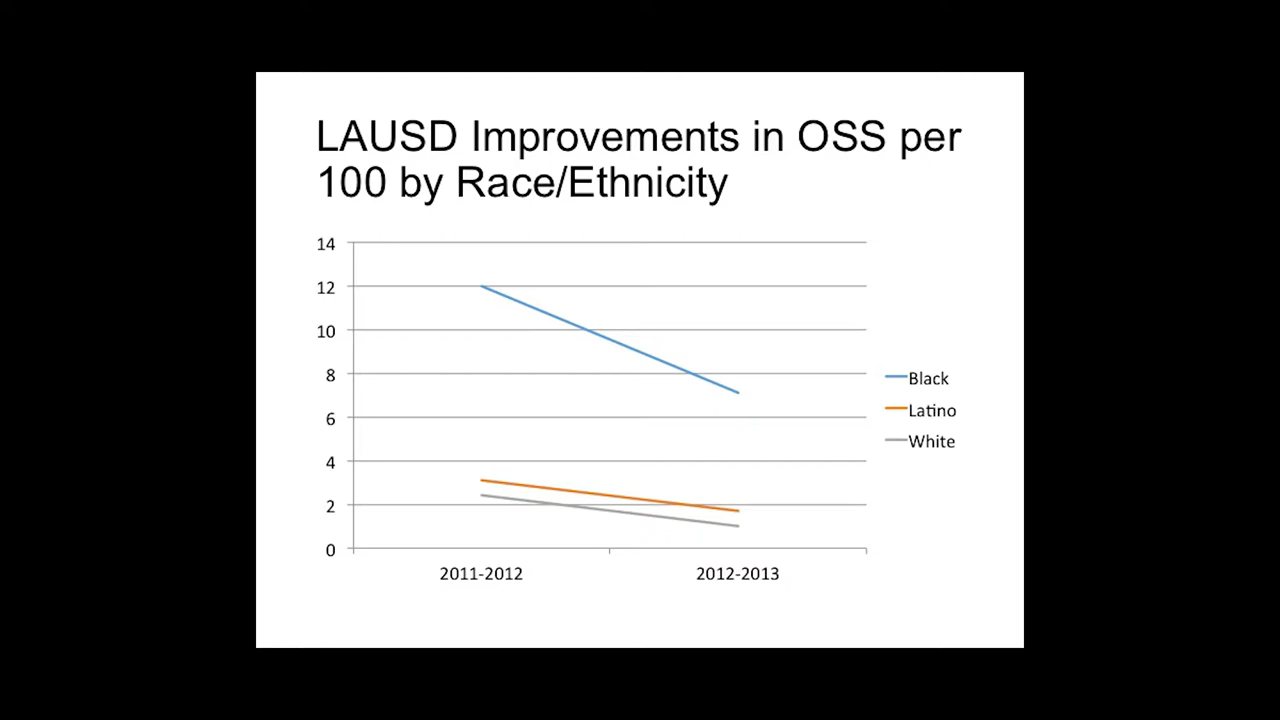 LAUSD Improvements in OSS per
100 by Race/Ethnicity
14
12
10
8
6
4
2
0
2011-2012
2012-2013
Black
Latino
White